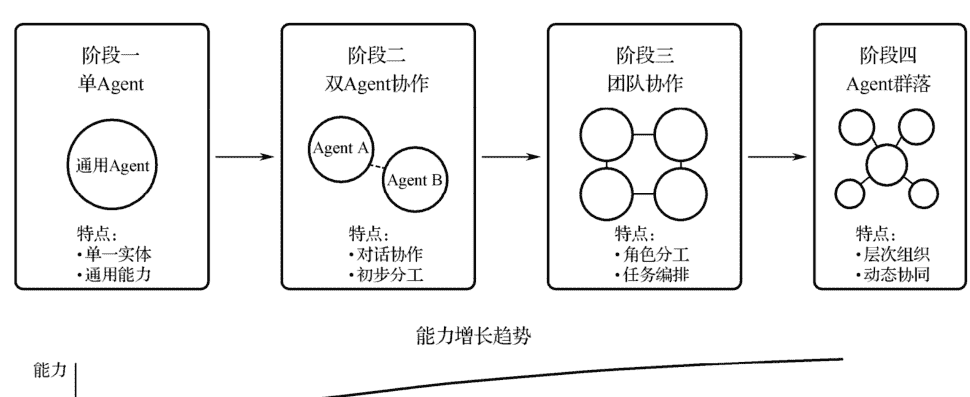 阶段一
单Agent
通用Agent
特点：
·单一实体
·通用能力
阶段二
双Agent协作
Agent A
Agent B
特点：
·对话协作
·初步分工
阶段三
团队协作
特点：
·角色分工
·任务编排
阶段四
Agent群落
特点：
·层次组织
·动态协同
能力增长趋势
能力